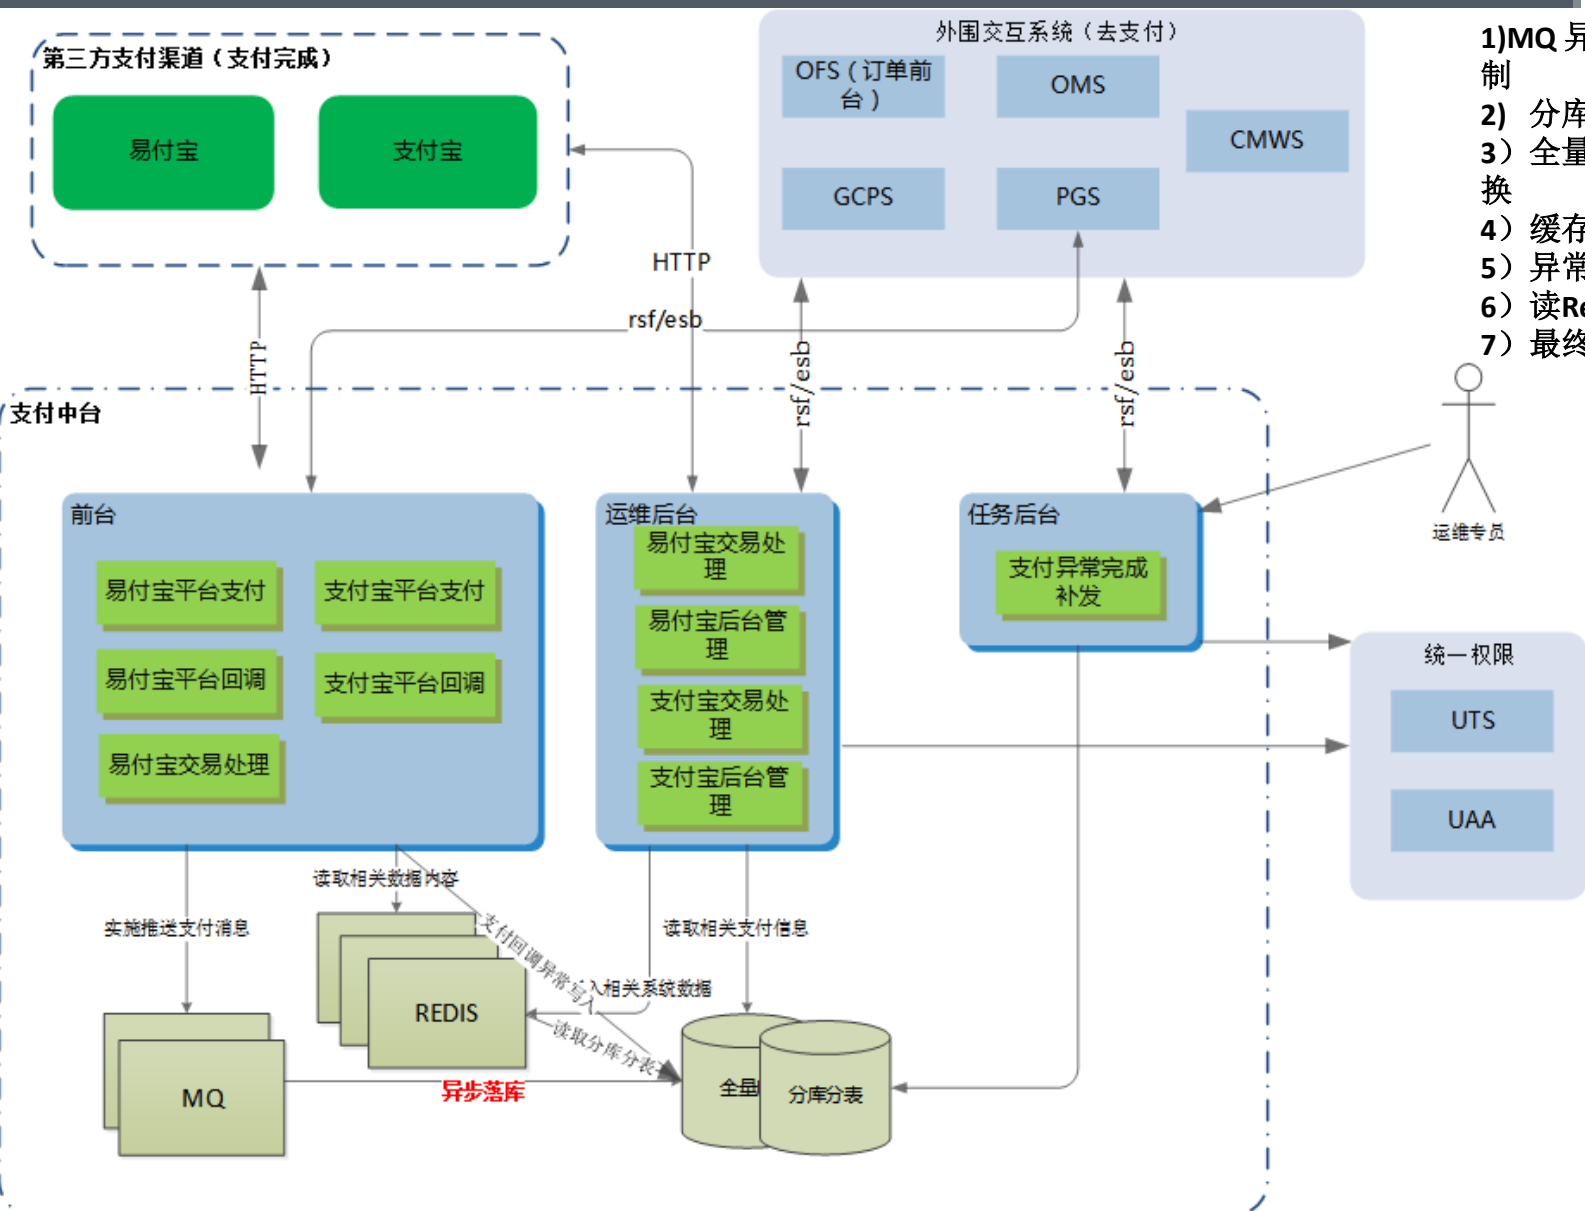 第三方支付渠道（支付完成）
易付宝
支付宝
外围交互系统（去支付）
OFS（订单前
台）
OMS
CMWS
GCPS
PGS
1)MQ 异
制
2) 分库
3）全量
换
4）缓存
5）异常
6）读Re
7）最终
HTTP
HTTP
rsf/esb
rsf/esb
rsf/esb
运维专员
支付中台
前台
易付宝平台支付
支付宝平台支付
易付宝平台回调
支付宝平台回调
易付宝交易处理
运维后台
易付宝交易处
理
易付宝后台管
理
支付宝交易处
理
支付宝后台管
理
任务后台
支付异常完成
补发
统一权限
UTS
UAA
读取相关数据内容
实施推送支付消息
支付回调异常写入
读取相关支付信息
入相关系统数据
读取分库分表
REDIS
MQ
异步落库
全量
分库分表